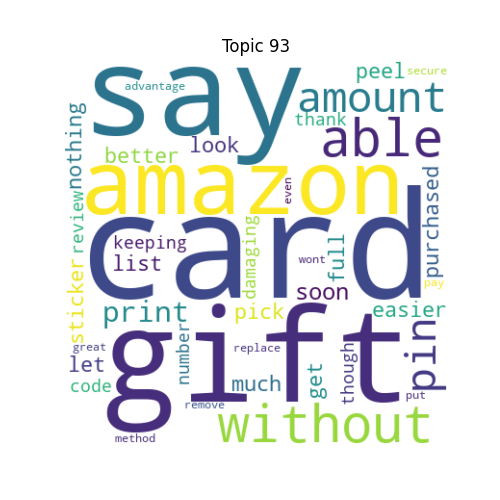 Topic 93
say
peel
secure
advantage
amount
thank
able
nothing
look
better
amazon
even
review
purchased
card
keeping
list
damaging
full
wont
soon
pay
sticker
print
pick
easier
gift
pin
let
number
great
replace
code
much
get
though
put
remove
without
method